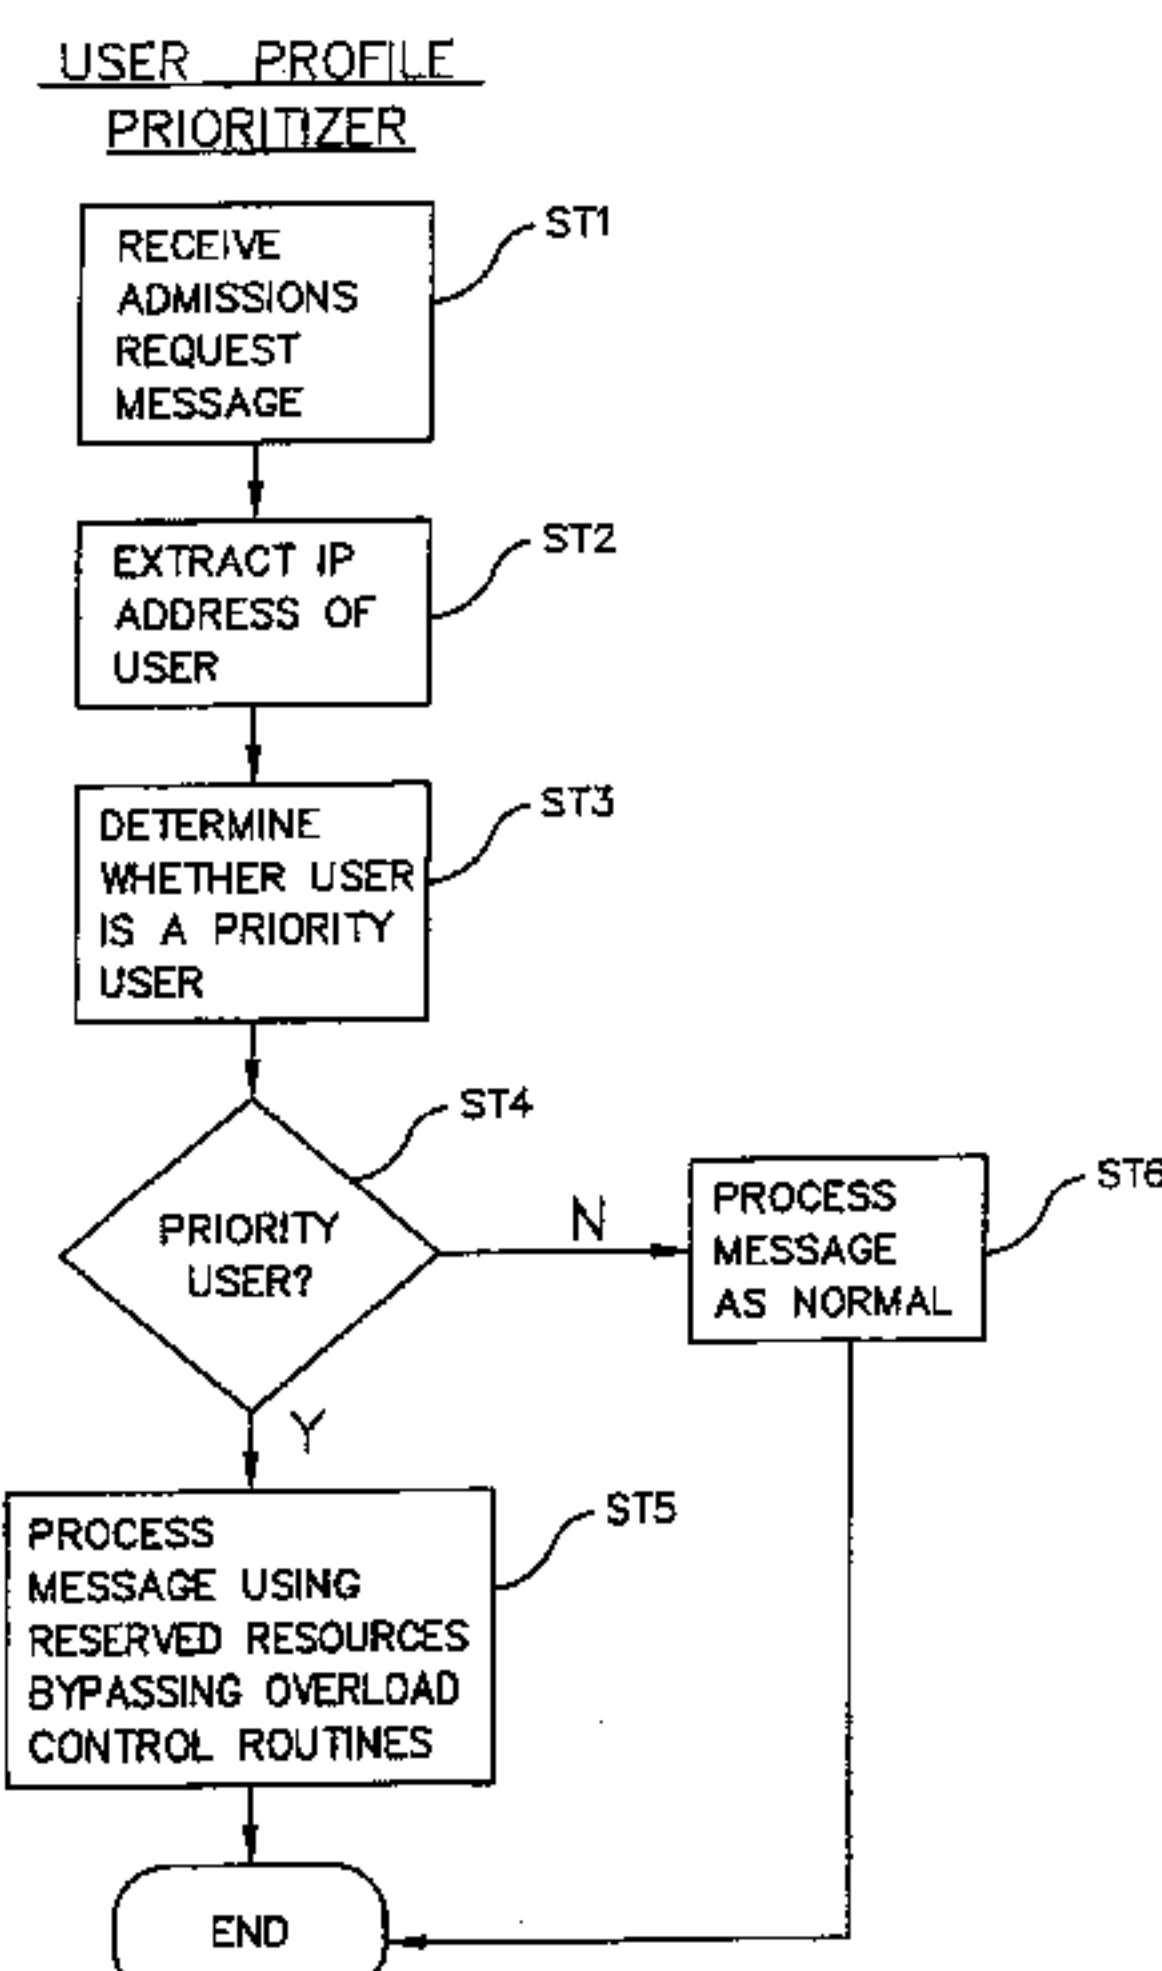 USER PROFILE
PRIORITIZER
ST1
RECEIVE
ADMISSIONS
REQUEST
MESSAGE
ST2
EXTRACT IP
ADDRESS OF
USER
ST3
DETERMINE
WHETHER USER
IS A PRIORITY
USER
ST4
PRIORITY
USER?
N
ST6
PROCESS
MESSAGE
AS NORMAL
Y
ST5
PROCESS
MESSAGE USING
RESERVED RESOURCES
BYPASSING OVERLOAD
CONTROL ROUTINES
END